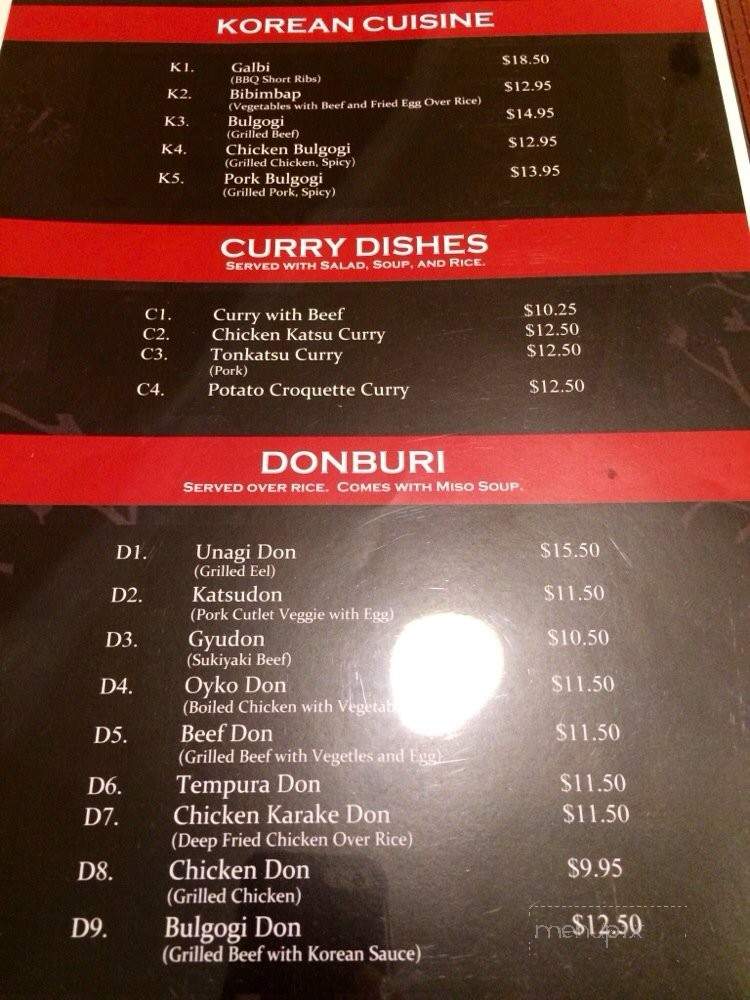 KOREAN CUISINE
K1. Galbi $18.50
(BBQ Short Ribs)
K2. Bibimbap $12.95
(Vegetables with Beef and Fried Egg Over Rice)
K3. Bulgogi $14.95
(Grilled Beef)
K4. Chicken Bulgogi $12.95
(Grilled Chicken, Spicy)
K5. Pork Bulgogi $13.95
(Grilled Pork, Spicy)
CURRY DISHES
SERVED WITH SALAD, SOUP, AND RICE.
C1. Curry with Beef $10.25
C2. Chicken Katsu Curry $12.50
C3. Tonkatsu Curry $12.50
(Pork)
C4. Potato Croquette Curry $12.50
DONBURI
SERVED OVER RICE. COMES WITH MISO SOUP.
D1. Unagi Don $15.50
(Grilled Eel)
D2. Katsudon $11.50
(Pork Cutlet Veggie with Egg)
D3. Gyudon $10.50
(Sukiyaki Beef)
D4. Oyko Don $11.50
(Boiled Chicken with
D5. Beef Don $11.50
(Grilled Beef with Vegetles and Egg)
D6. Tempura Don $11.50
D7. Chicken Karake Don $11.50
(Deep Fried Chicken Over Rice)
D8. Chicken Don $9.95
(Grilled Chicken)
D9. Bulgogi Don $12.50
(Grilled Beef with Korean Sauce)
menupix